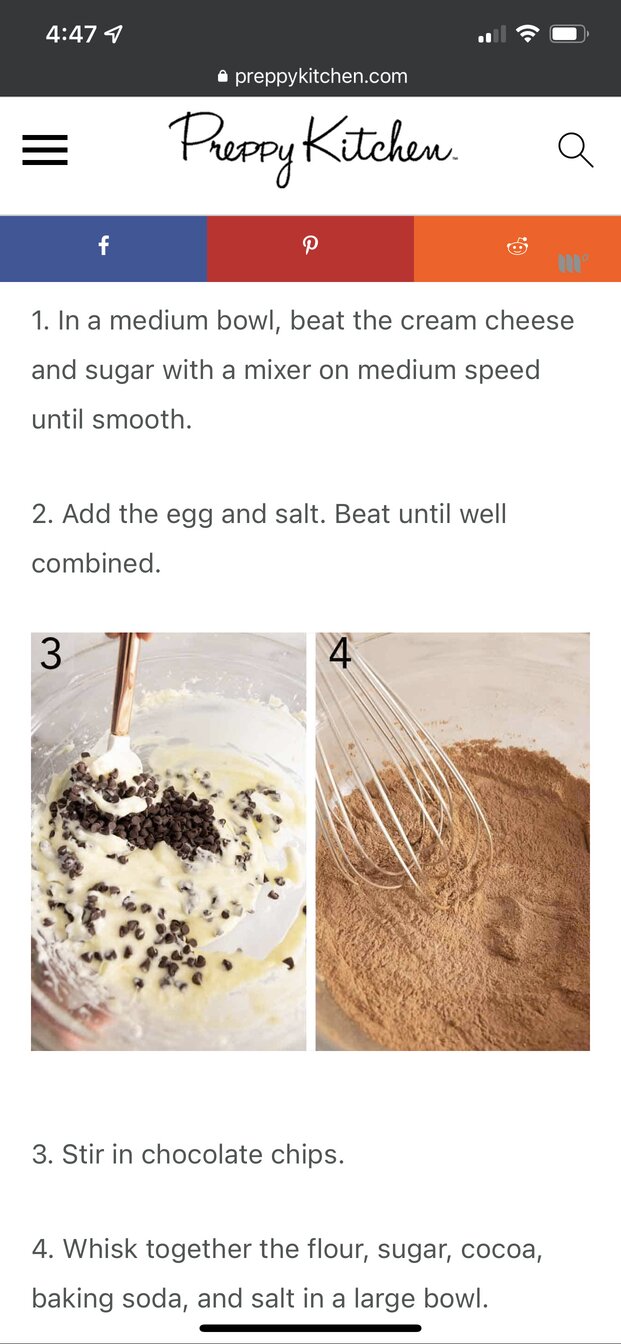 4:47
preppykitchen.com
Preppy Kitchen
1. In a medium bowl, beat the cream cheese
and sugar with a mixer on medium speed
until smooth.
2. Add the egg and salt. Beat until well
combined.
3 4
3. Stir in chocolate chips.
4. Whisk together the flour, sugar, cocoa,
baking soda, and salt in a large bowl.